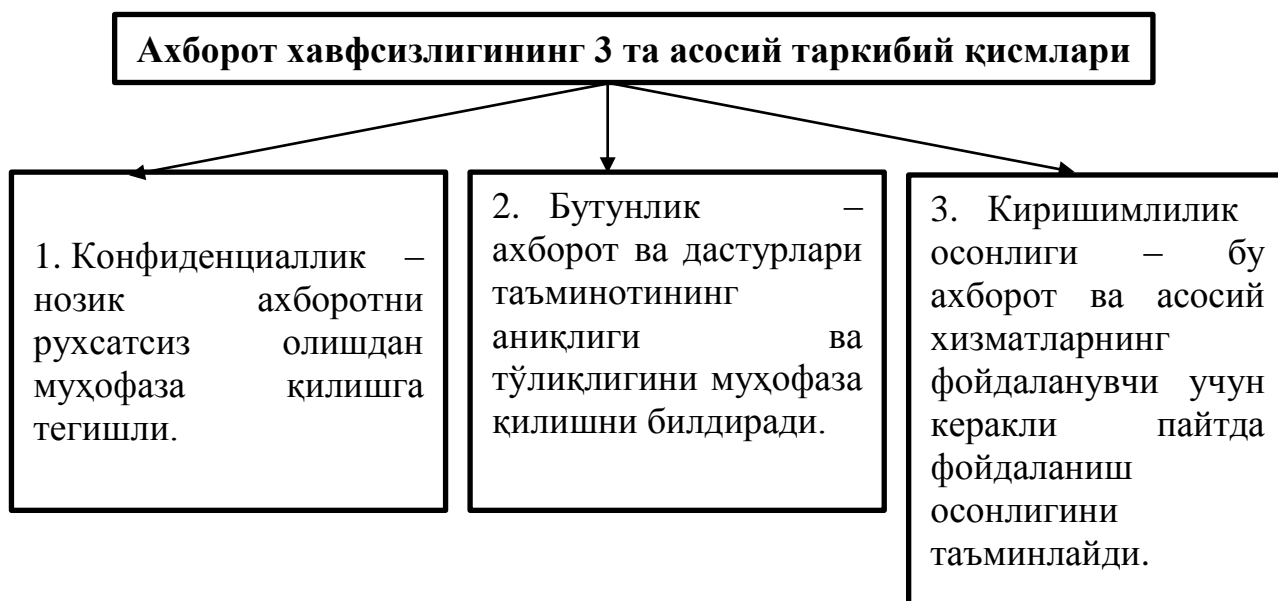 Ахборот хавфсизлигининг 3 та асосий таркибий қисмлари
1. Конфиденциаллик –
нозик ахборотни
рухсатсиз олишдан
муҳофаза қилишга
тегишли.
2. Бутунлик –
ахборот ва дастурлари
таъминотининг
аниқлиги ва
тўлиқлигини муҳофаза
қилишни билдиради.
3. Киришимлилик
осонлиги – бу
ахборот ва асосий
хизматларнинг
фойдаланувчи учун
керакли пайтда
фойдаланиш
осонлигини
таъминлайди.